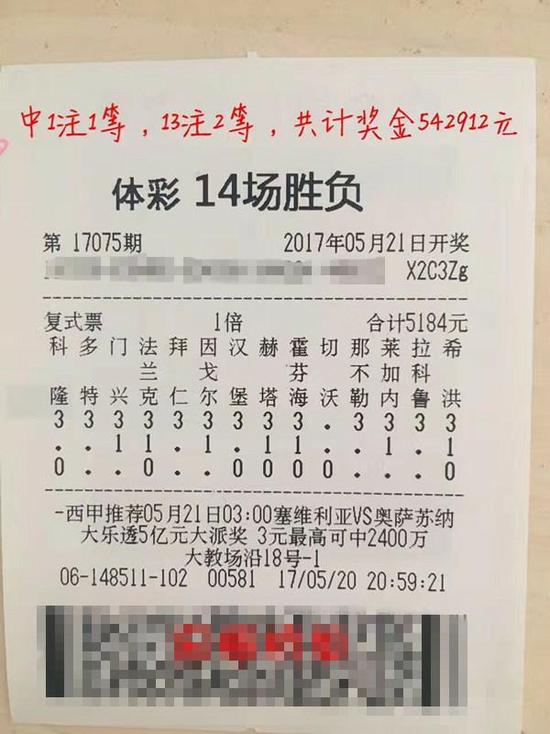 中1注1等，13注2等，共计奖金542912元
体彩 14场胜负
第 17075期 2017年05月21日开奖
X2C3Zg
复式票 1倍 合计5184元
科 多 门 法 拜 因 汉 赫 霍 切 那 莱 拉 希
兰 戈 芬 不 加 科
隆 特 兴 克 仁 尔 堡 塔 海 沃 勒 内 鲁 洪
3 3 3 3 3 3 3 3 3 . 3 3 3 3
. . 1 1 . 1 . 1 1 . . 1 . 1
0 . . 0 . . 0 0 0 0 . . . 0
-西甲推荐05月21日03:00塞维利亚VS奥萨苏纳
大乐透5亿元大派奖 3元最高可中2400万
大教场沿18号-1
06-148511-102 00581 17/05/20 20:59:21